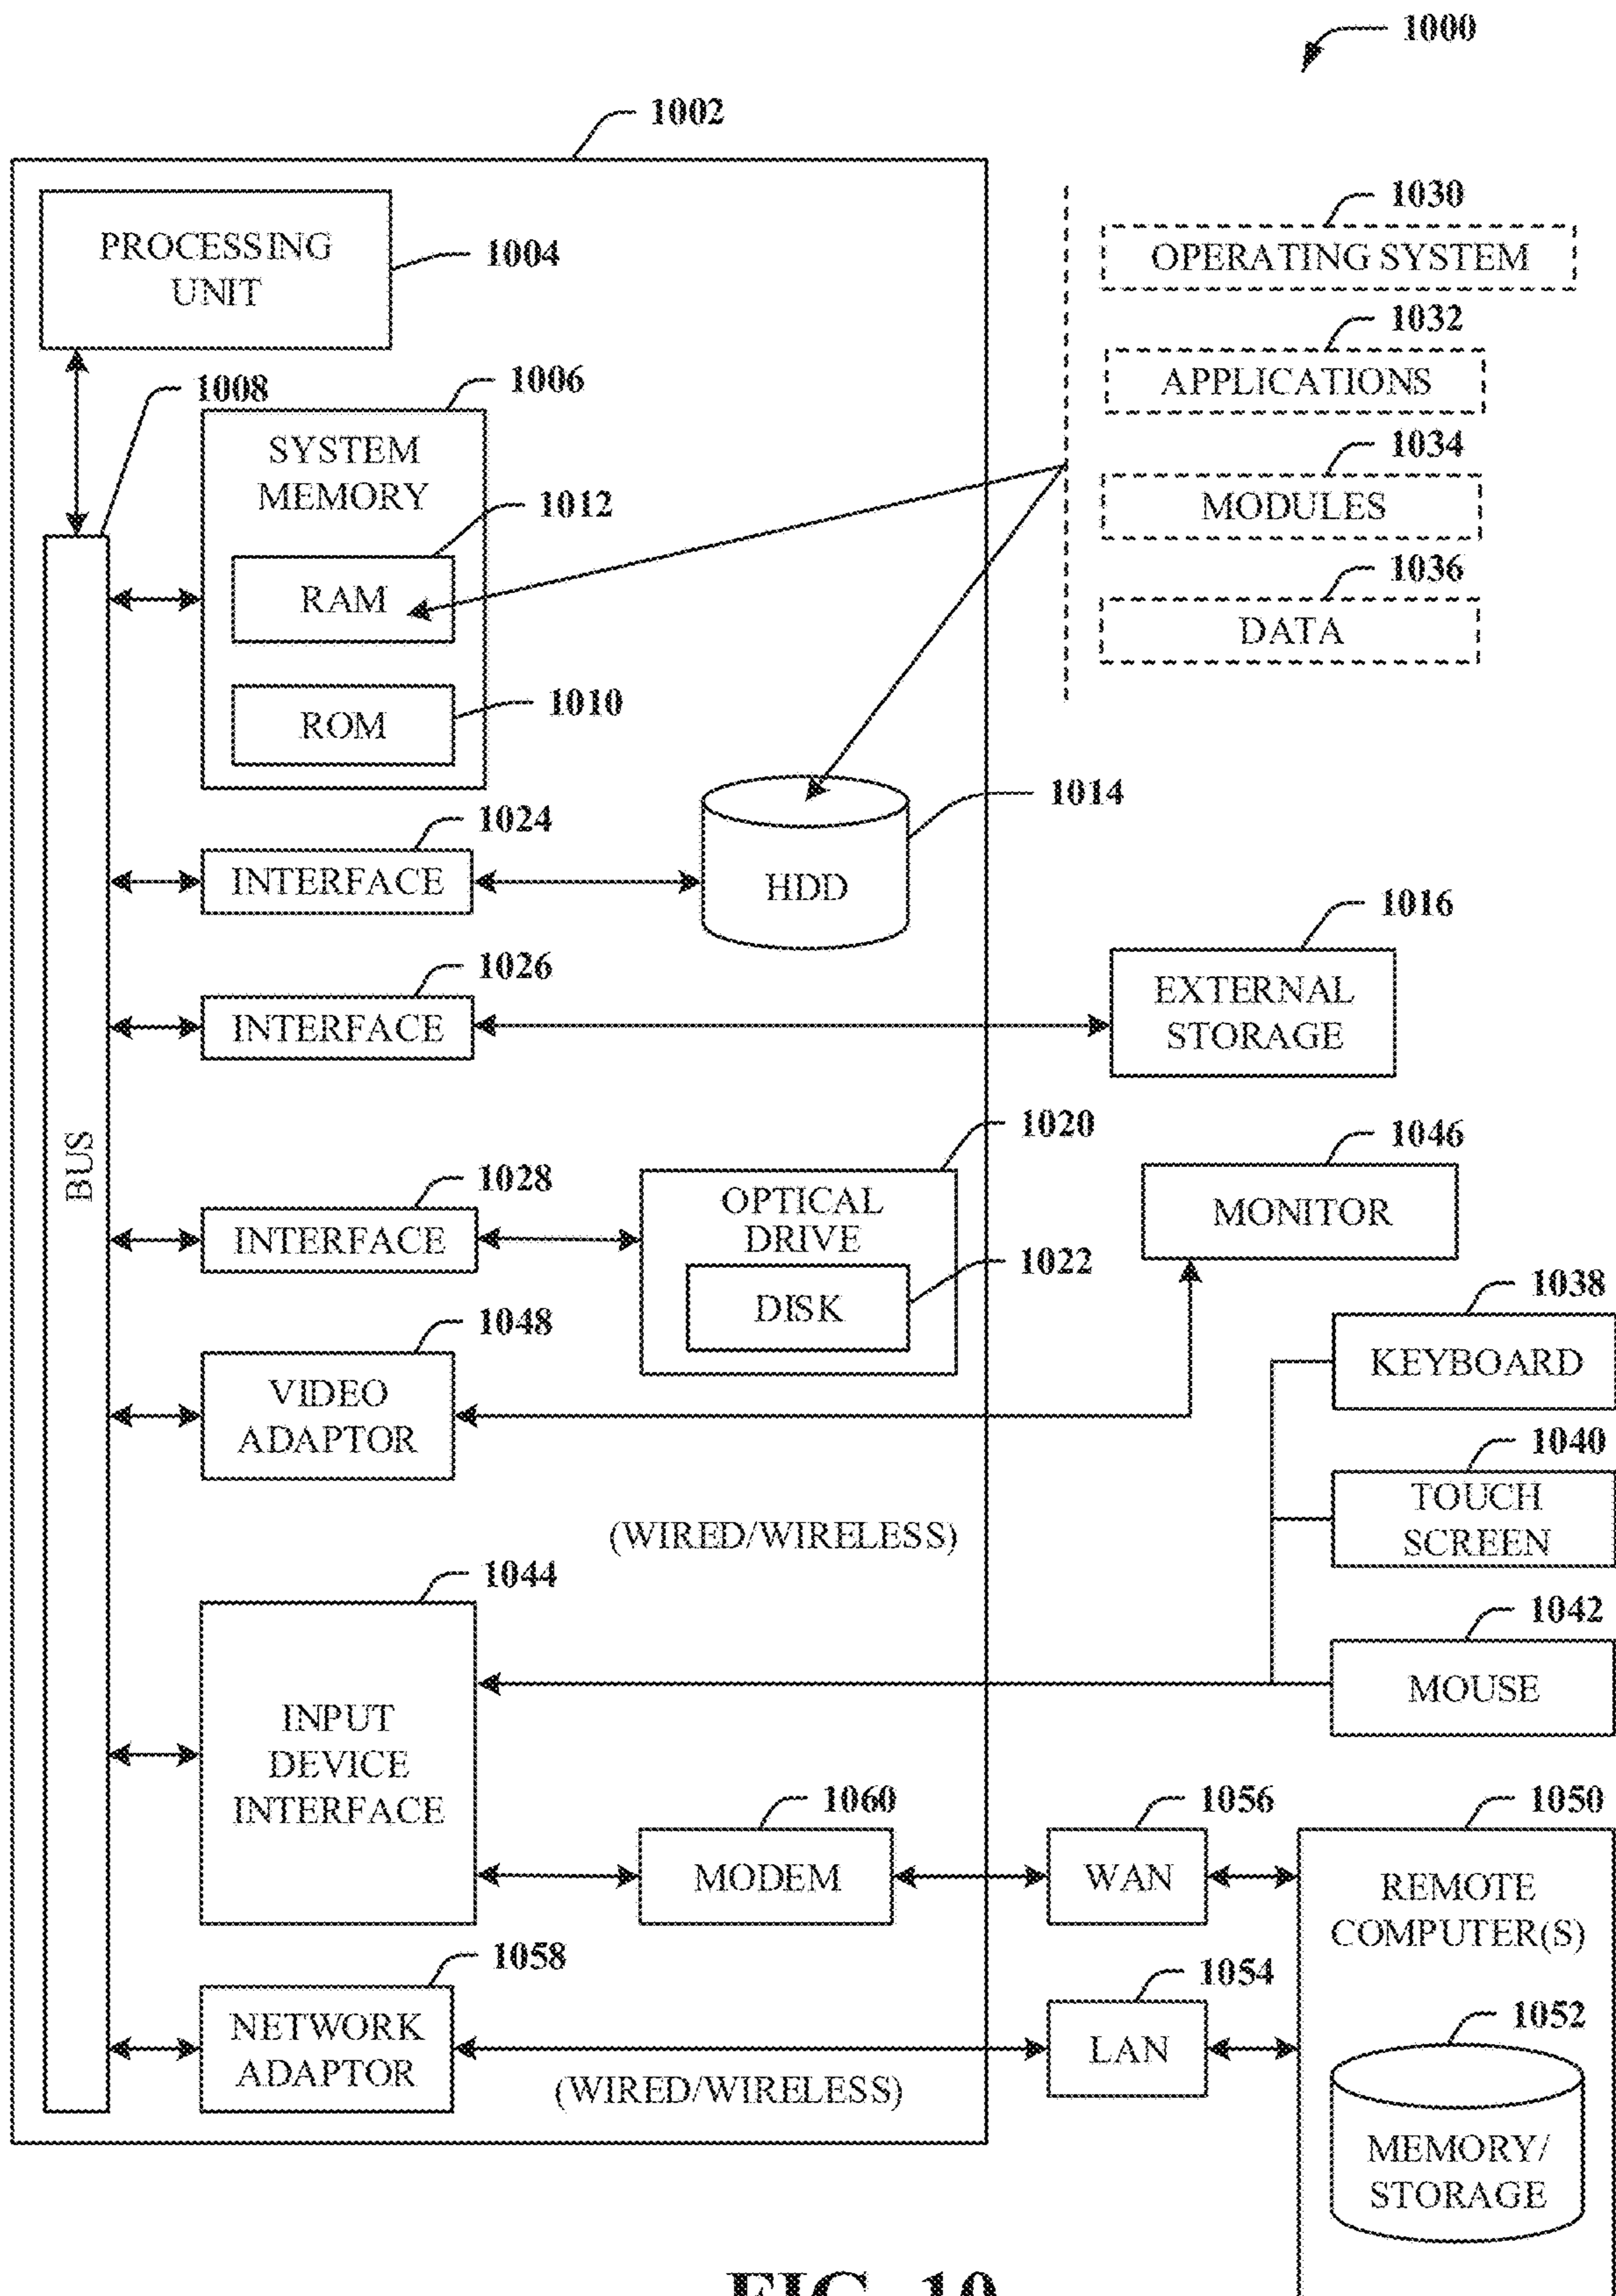 1000
1002
PROCESSING
UNIT
1004
1030
OPERATING SYSTEM
1032
APPLICATIONS
1034
MODULES
1036
DATA
1008
1006
SYSTEM
MEMORY
1012
RAM
1010
ROM
1024
INTERFACE
1014
HDD
1016
EXTERNAL
STORAGE
1026
INTERFACE
BUS
1020
OPTICAL
DRIVE
1022
DISK
1028
INTERFACE
1046
MONITOR
1048
VIDEO
ADAPTOR
1038
KEYBOARD
1040
TOUCH
SCREEN
(WIRED/WIRELESS)
1042
MOUSE
1044
INPUT
DEVICE
INTERFACE
1060
MODEM
1056
WAN
1050
REMOTE
COMPUTER(S)
1058
NETWORK
ADAPTOR
(WIRED/WIRELESS)
1054
LAN
1052
MEMORY/
STORAGE
FIG. 10